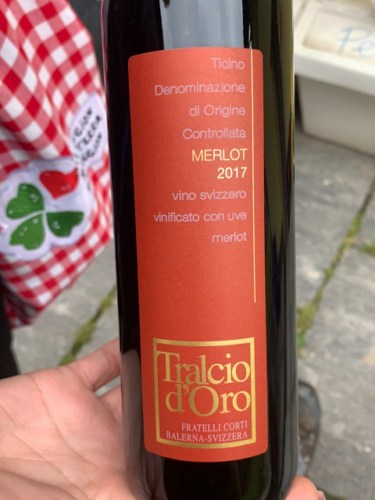 Ticino
Denominazione
di Origine
Controllata
MERLOT
2017
vino svizzero
vinificato con uve
merlot
Tralcio
d'Oro
FRATELLI CORTI
BALERNA-SVIZZERA